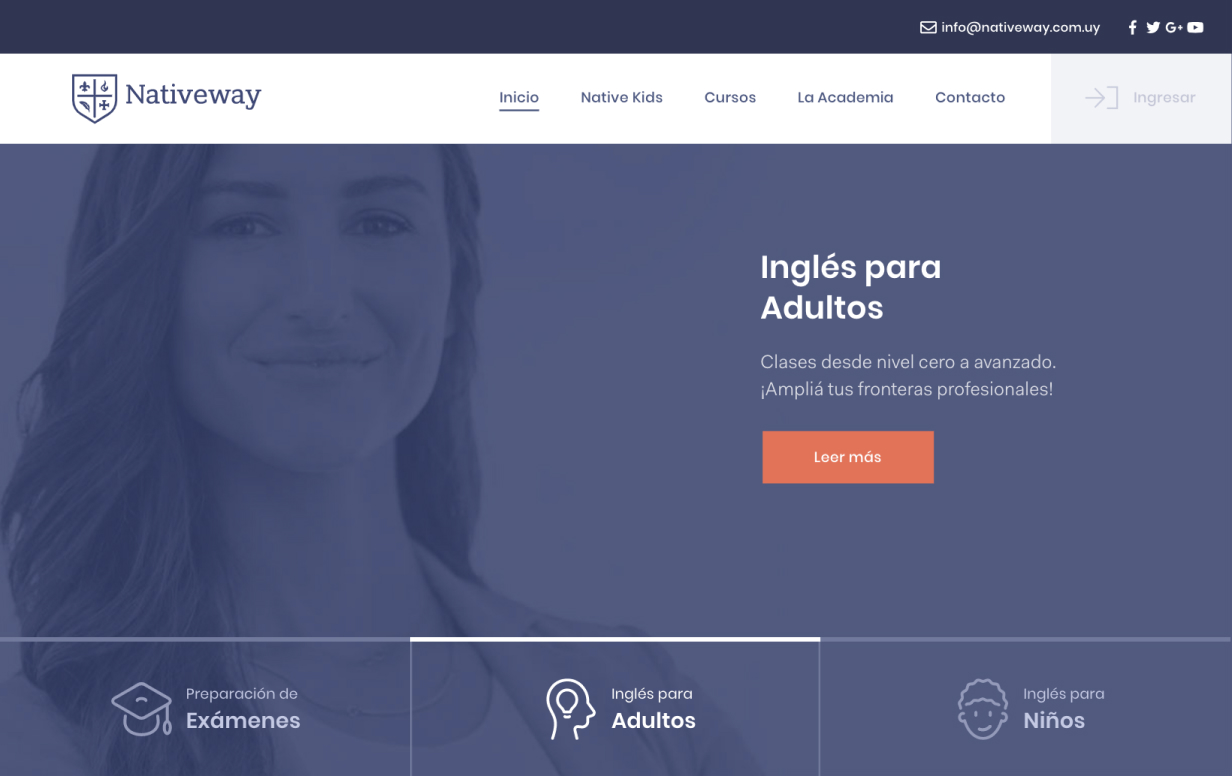 info@nativeway.com.uy
Nativeway
Inicio
Native Kids
Cursos
La Academia
Contacto
Ingresar
Inglés para
Adultos
Clases desde nivel cero a avanzado.
¡Ampliá tus fronteras profesionales!
Leer más
Preparación de
Exámenes
Inglés para
Adultos
Inglés para
Niños